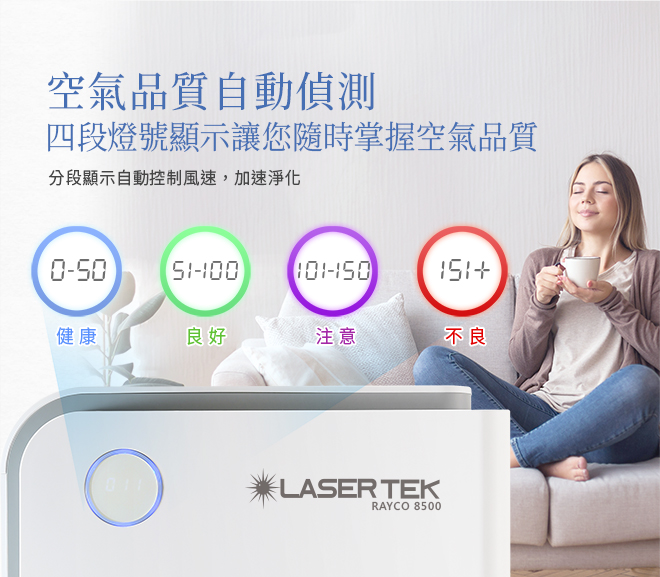 空氣品質自動偵測
四段燈號顯示讓您隨時掌握空氣品質
分段顯示自動控制風速，加速淨化
0-50
51-100
101-150
151+
健康
良好
注意
不良
LASER TEK
RAYCO 8500